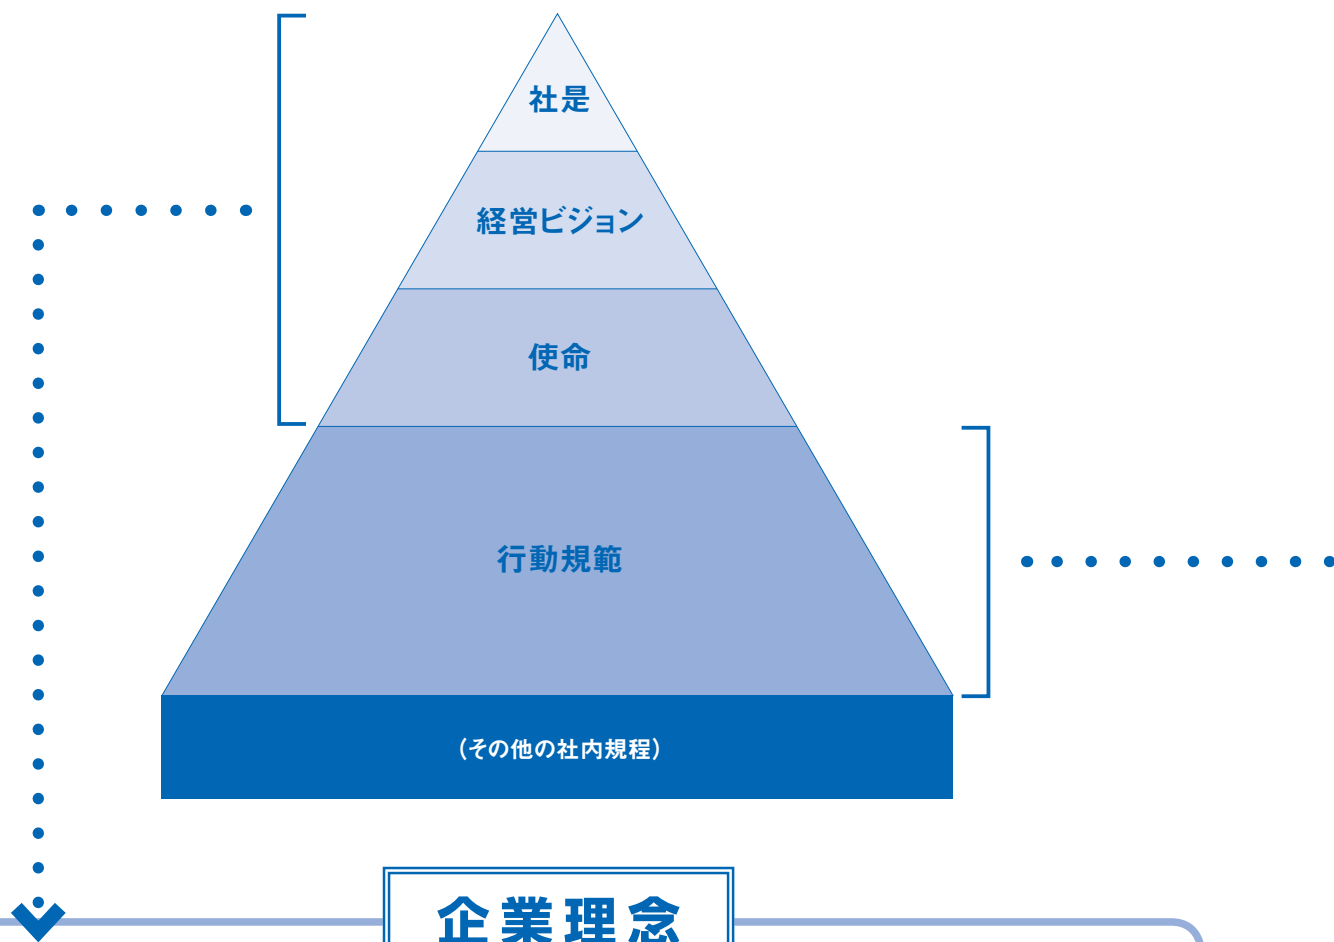 社是
経営ビジョン
使命
行動規範
（その他の社内規程）
企業理念